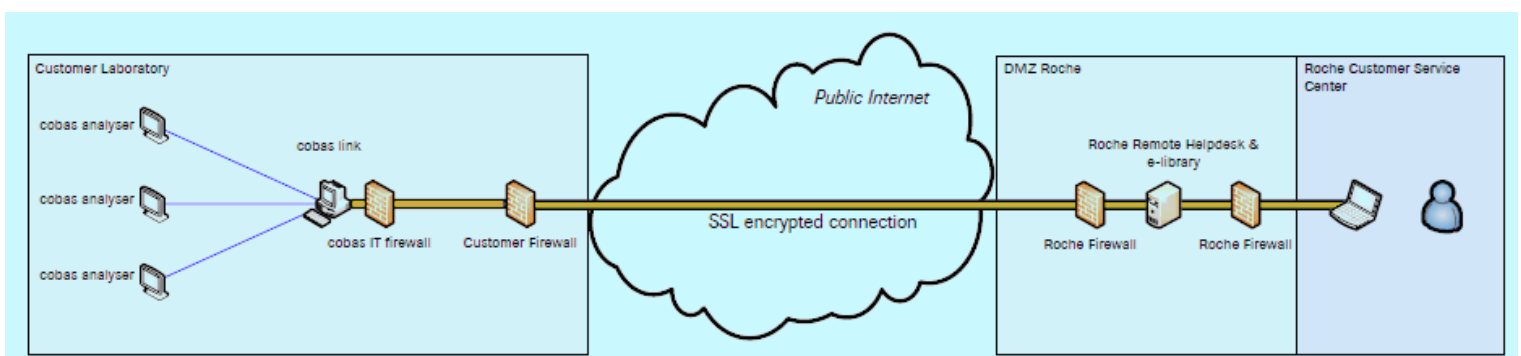 Customer Laboratory
cobas analyser
cobas analyser
cobas analyser
cobas link
cobas IT firewall
Customer Firewall
Public Internet
SSL encrypted connection
DMZ Roche
Roche Remote Helpdesk &
e-library
Roche Firewall
Roche Firewall
Roche Customer Service
Center